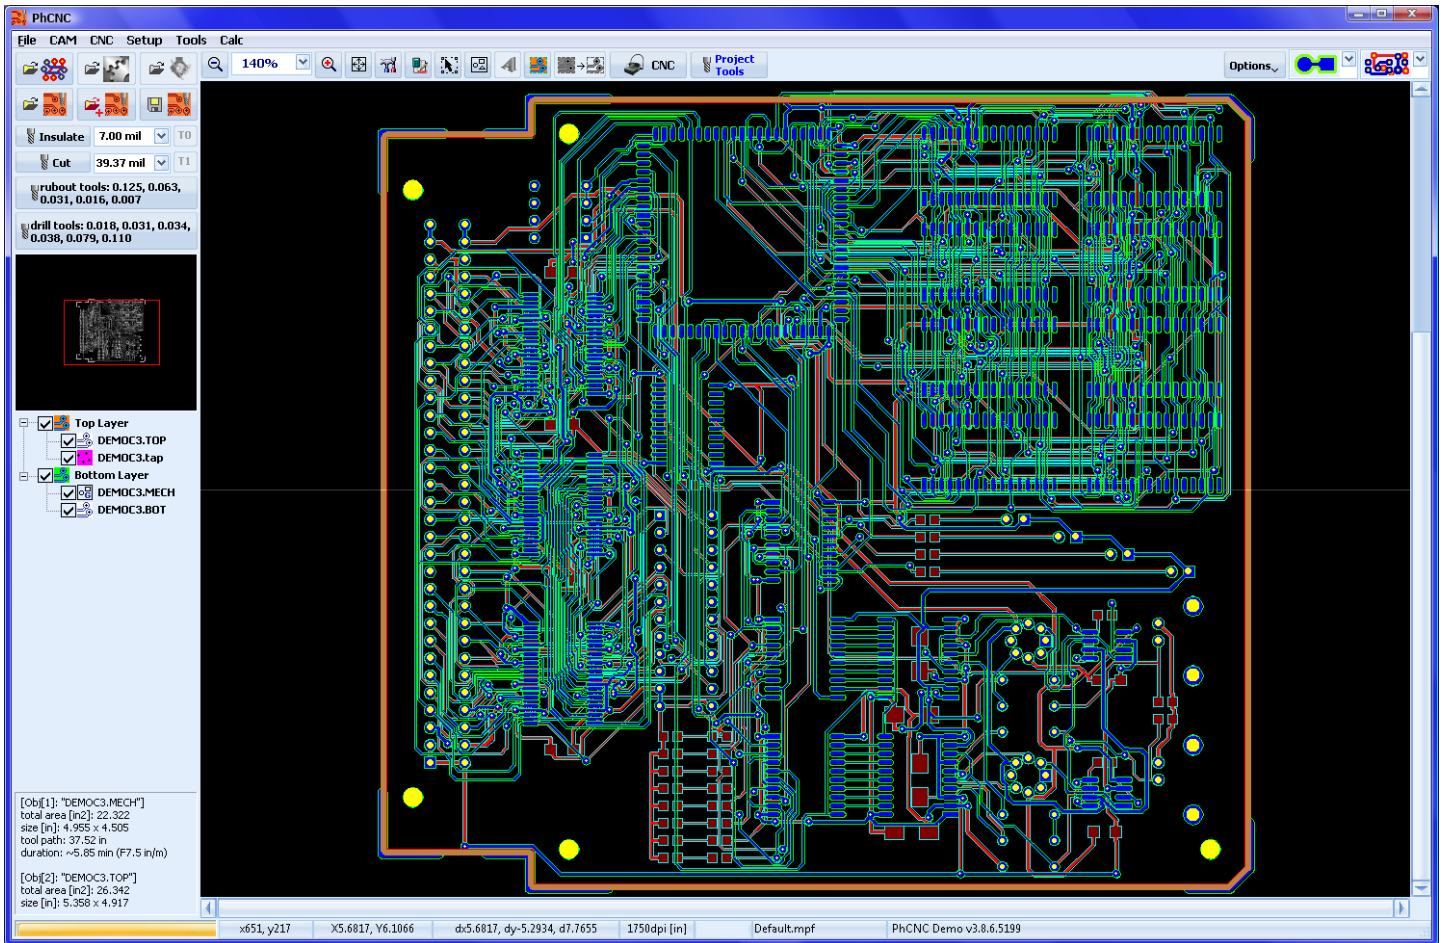 PhCNC
File CAM CNC Setup Tools Calc
140%
CNC
Project
Tools
Options
Insulate 7.00 mil T0
Cut 39.37 mil T1
rubout tools: 0.125, 0.063,
0.031, 0.016, 0.007
drill tools: 0.018, 0.031, 0.034,
0.038, 0.079, 0.110
Top Layer
DEMOC3.TOP
DEMOC3.tap
Bottom Layer
DEMOC3.MECH
DEMOC3.BOT
[Obj[1]: "DEMOC3.MECH"]
total area [in2]: 22.322
size [in]: 4.955 x 4.505
tool path: 37.52 in
duration: ~5.85 min (F7.5 in/m)
[Obj[2]: "DEMOC3.TOP"]
total area [in2]: 26.342
size [in]: 5.358 x 4.917
x651, y217 X5.6817, Y6.1066 dx5.6817, dy-5.2934, d7.7655 1750dpi [in] Default.mpf PhCNC Demo v3.8.6.5199